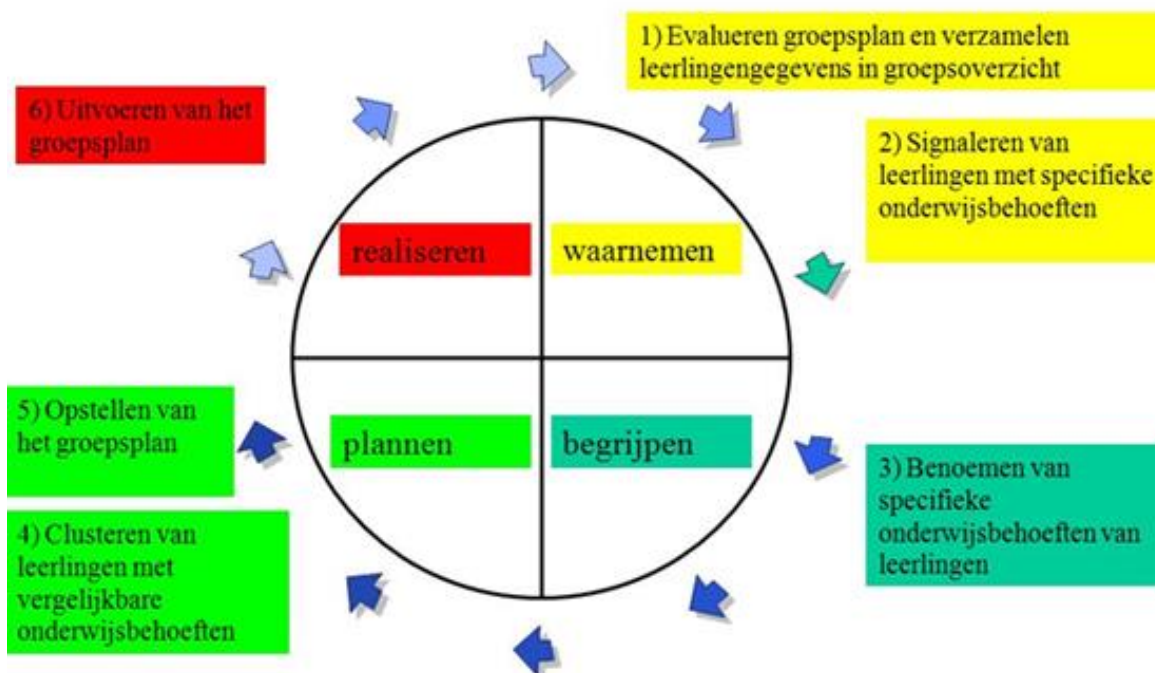 1) Evalueren groepsplan en verzamelen
leerlingengegevens in groepsoverzicht
2) Signaleren van
leerlingen met specifieke
onderwijsbehoeften
3) Benoemen van
specifieke
onderwijsbehoeften van
leerlingen
4) Clusteren van
leerlingen met
vergelijkbare
onderwijsbehoeften
5) Opstellen van
het groepsplan
6) Uitvoeren van het
groepsplan
realiseren
waarnemen
plannen
begrijpen